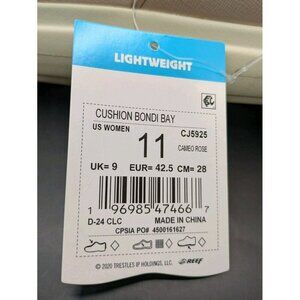 LIGHTWEIGHT
CUSHION BONDI BAY
US WOMEN
11
CJ5925
CAMEO ROSE
UK= 9 EUR= 42.5 CM= 28
1 96985 47466 7
D-24 CLC MADE IN CHINA
CPSIA PO# 4500161627
© 2020 TRESTLES IP HOLDINGS, LLC. REEF